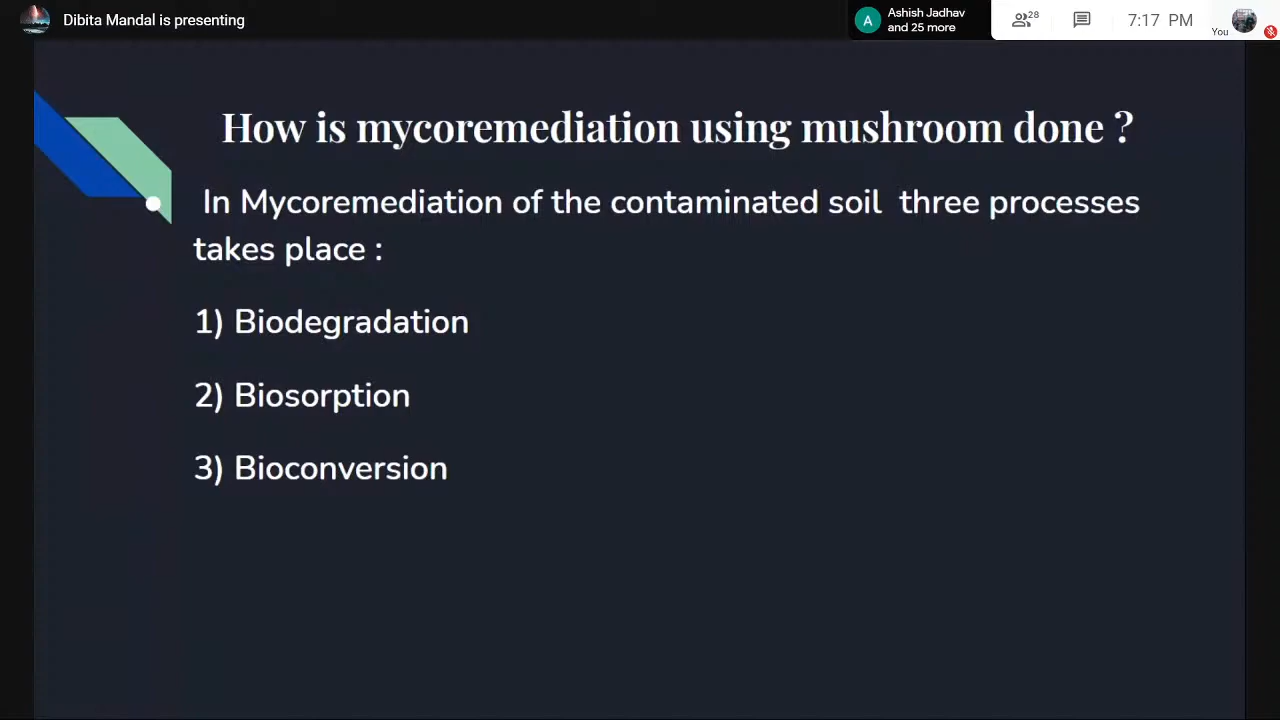 Dibita Mandal is presenting
A
Ashish Jadhav
and 25 more
28
7:17 PM
You
How is mycoremediation using mushroom done ?
In Mycoremediation of the contaminated soil three processes
takes place :
1) Biodegradation
2) Biosorption
3) Bioconversion